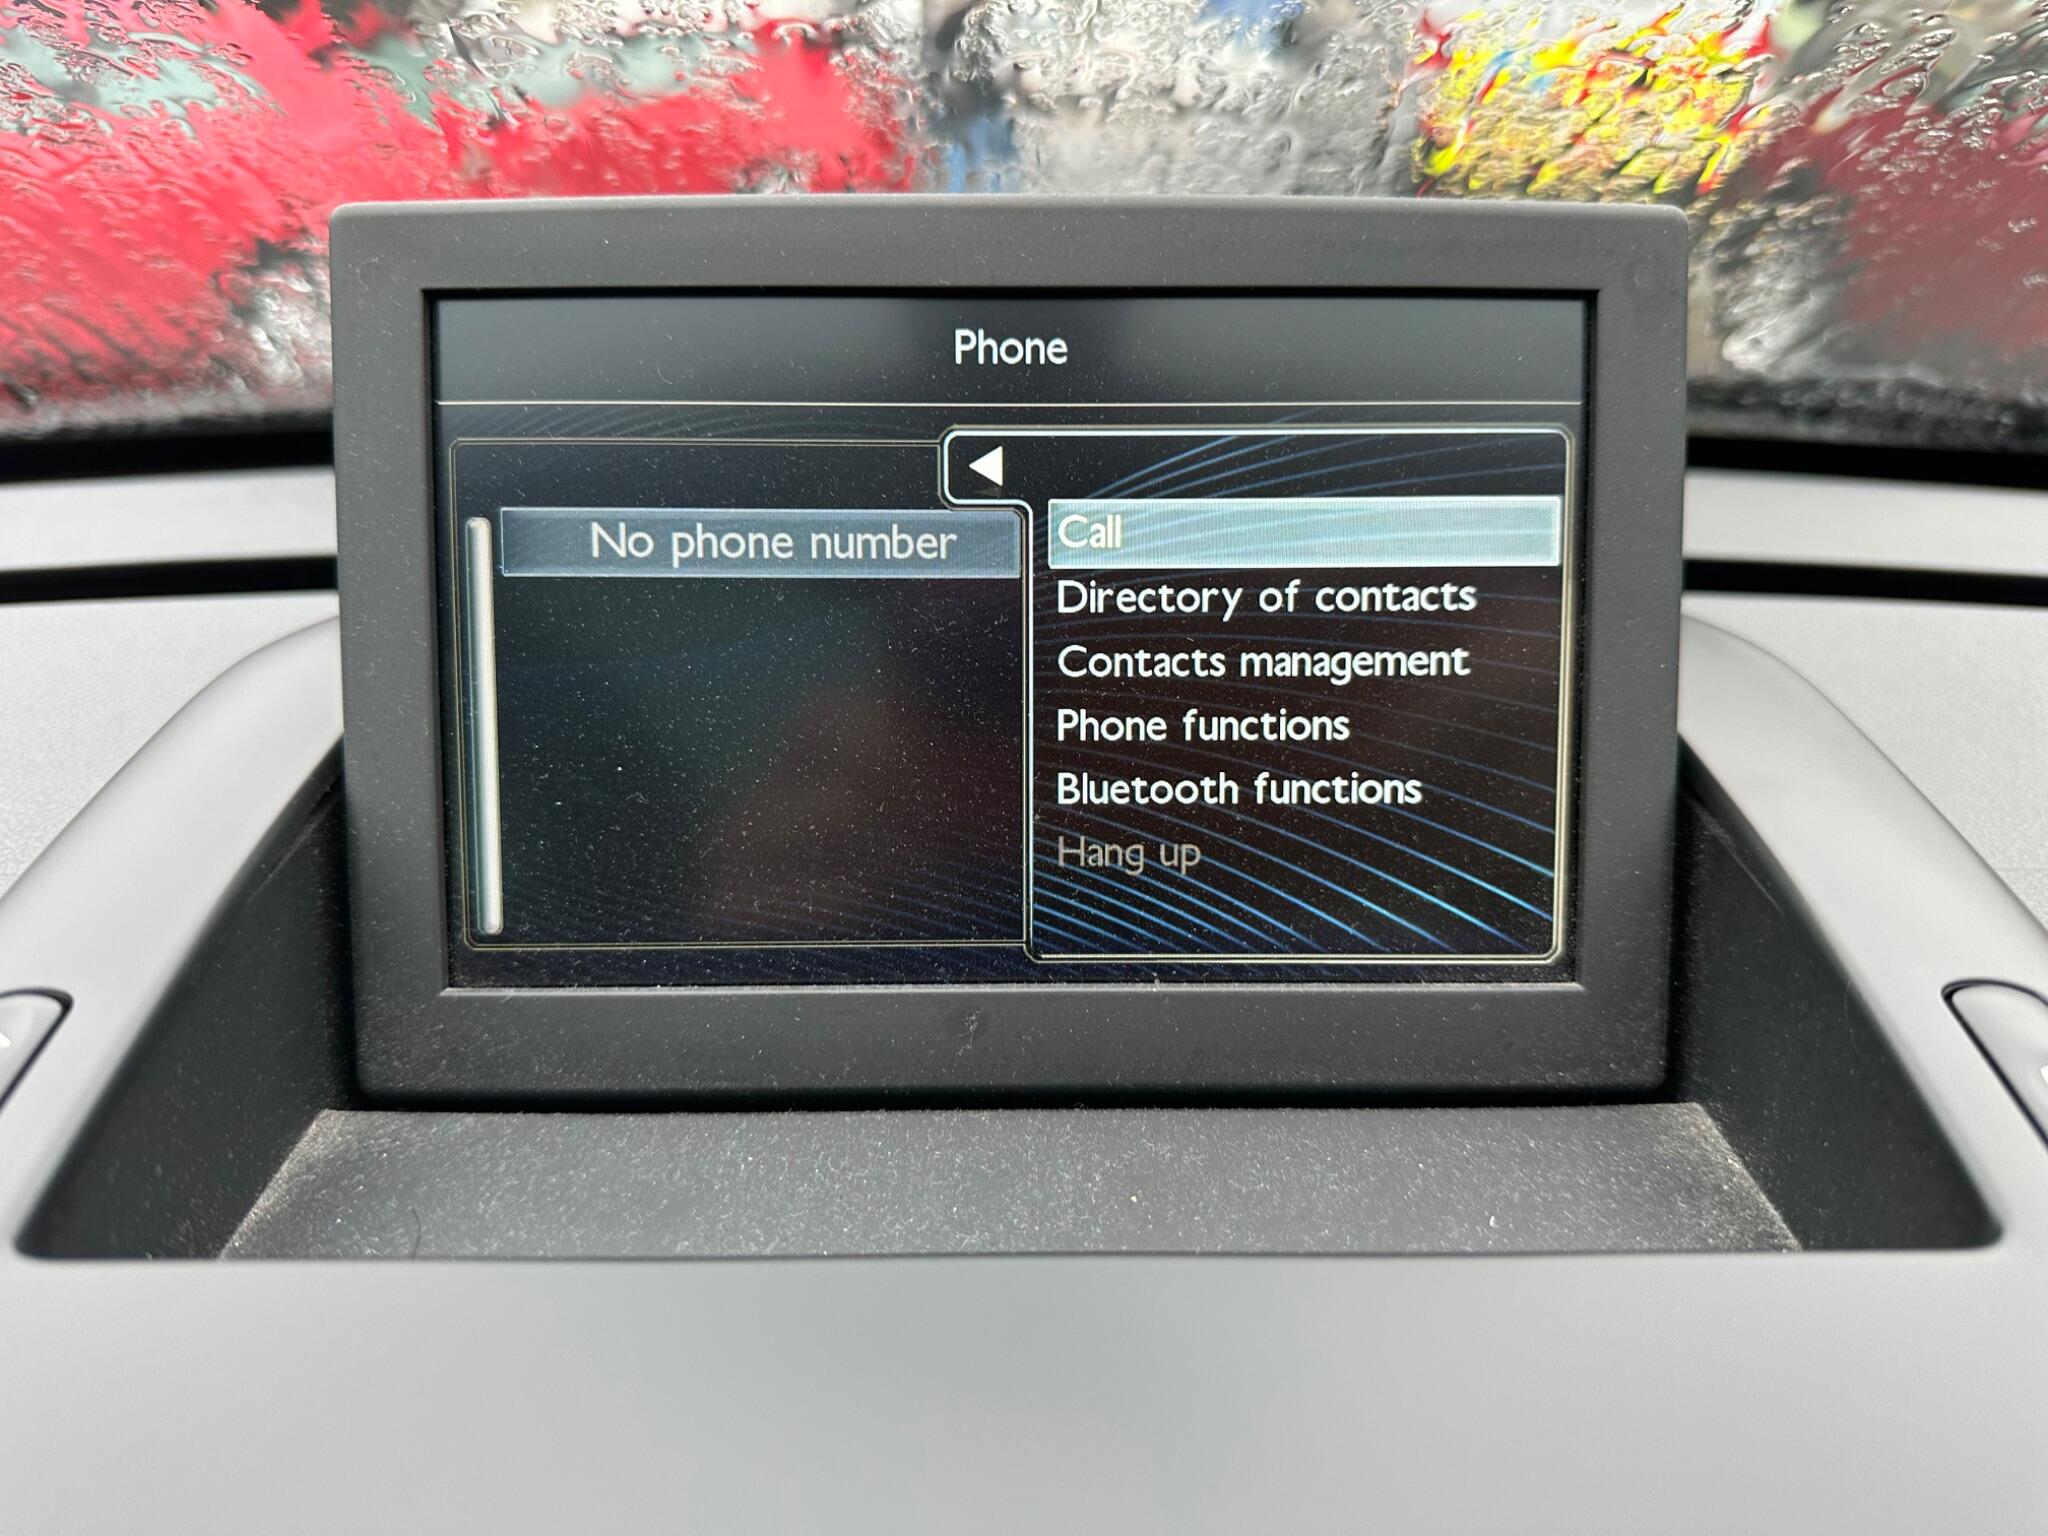 Phone
No phone number
Call
Directory of contacts
Contacts management
Phone functions
Bluetooth functions
Hang up